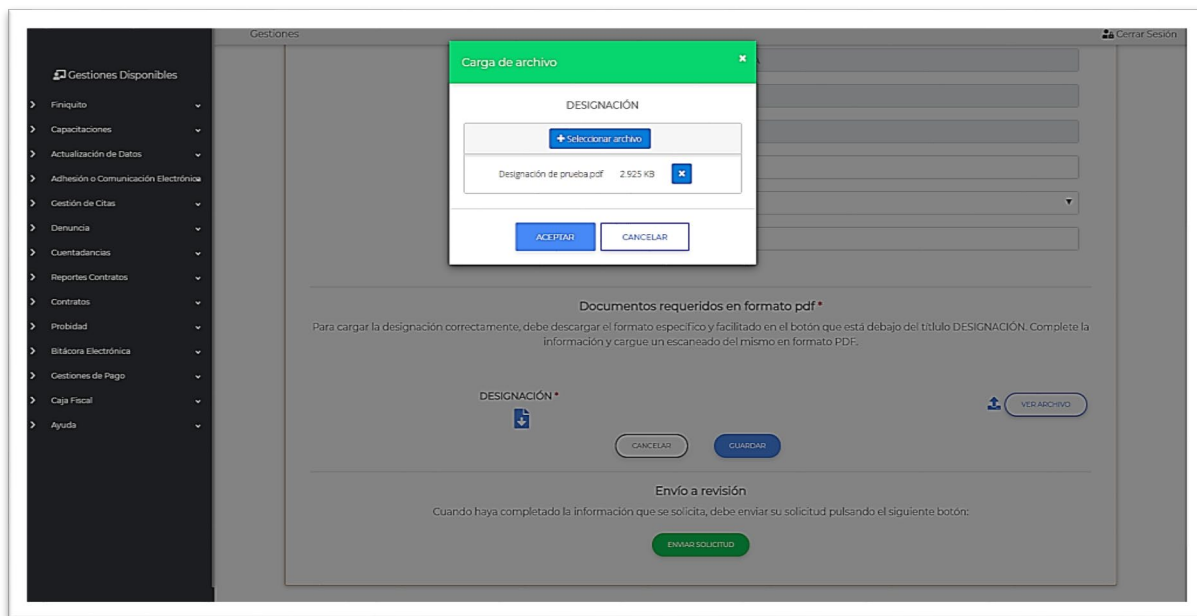 Gestiones
Cerrar Sesión
Gestiones Disponibles
Finiquito
Capacitaciones
Actualización de Datos
Adhesión o Comunicación Electrónica
Gestión de Citas
Denuncia
Cuentadancias
Reportes Contratos
Contratos
Probidad
Bitácora Electrónica
Gestiones de Pago
Caja Fiscal
Ayuda
Carga de archivo
DESIGNACIÓN
+ Seleccionar archivo
Designación de prueba.pdf 2.925 KB
ACEPTAR CANCELAR
Documentos requeridos en formato pdf *
Para cargar la designación correctamente, debe descargar el formato específico y facilitado en el botón que está debajo del título DESIGNACIÓN. Complete la
información y cargue un escaneado del mismo en formato PDF.
DESIGNACIÓN *
VER ARCHIVO
CANCELAR GUARDAR
Envío a revisión
Cuando haya completado la información que se solicita, debe enviar su solicitud pulsando el siguiente botón:
ENVIAR SOLICITUD